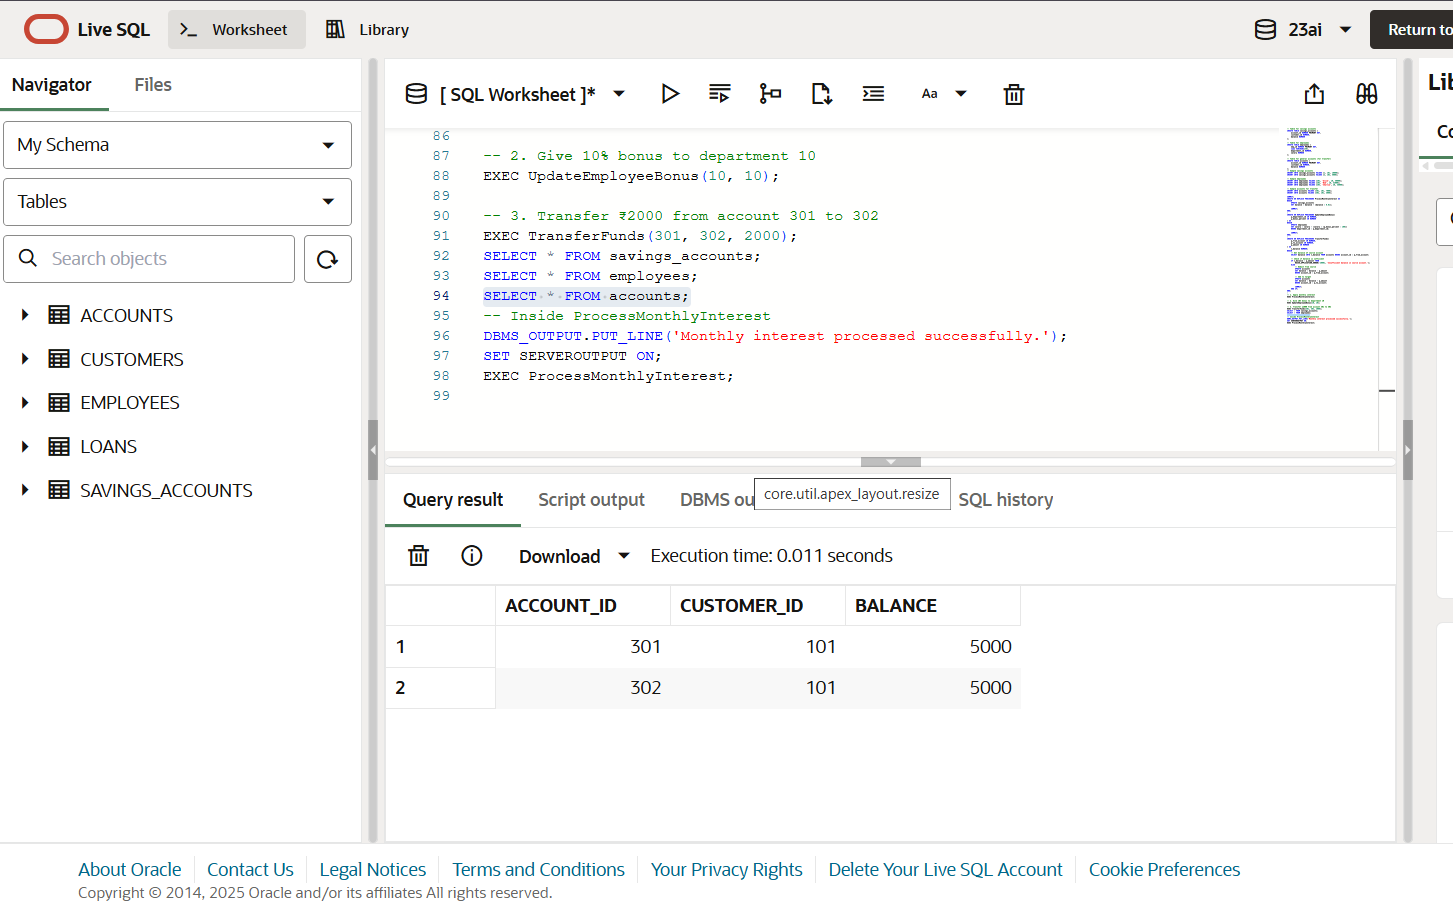 Live SQL
Worksheet
Library
23ai
Return to
Navigator
Files
My Schema
Tables
Search objects
ACCOUNTS
CUSTOMERS
EMPLOYEES
LOANS
SAVINGS_ACCOUNTS
[ SQL Worksheet ]*
Aa
86
87 -- 2. Give 10% bonus to department 10
88 EXEC UpdateEmployeeBonus(10, 10);
89
90 -- 3. Transfer ₹2000 from account 301 to 302
91 EXEC TransferFunds(301, 302, 2000);
92 SELECT * FROM savings_accounts;
93 SELECT * FROM employees;
94 SELECT * FROM accounts;
95 -- Inside ProcessMonthlyInterest
96 DBMS_OUTPUT.PUT_LINE('Monthly interest processed successfully.');
97 SET SERVEROUTPUT ON;
98 EXEC ProcessMonthlyInterest;
99
Query result
Script output
DBMS ou
core.util.apex_layout.resize
SQL history
Download
Execution time: 0.011 seconds
ACCOUNT_ID CUSTOMER_ID BALANCE
1 301 101 5000
2 302 101 5000
About Oracle
Contact Us
Legal Notices
Terms and Conditions
Your Privacy Rights
Delete Your Live SQL Account
Cookie Preferences
Copyright © 2014, 2025 Oracle and/or its affiliates All rights reserved.